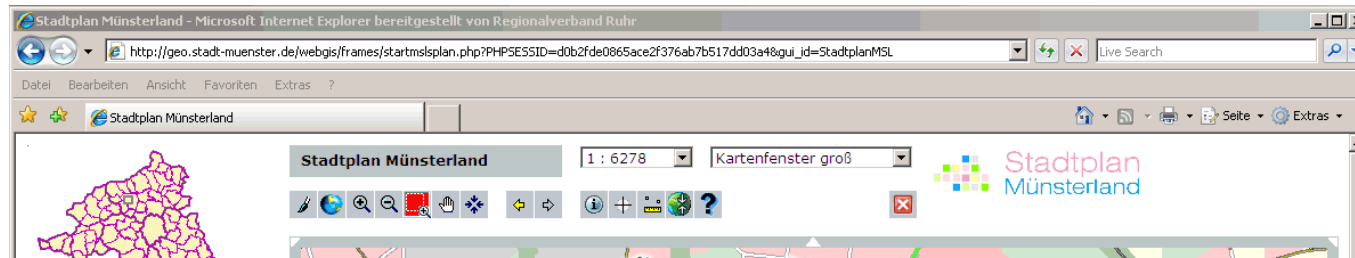 Stadtplan Münsterland - Microsoft Internet Explorer bereitgestellt von Regionalverband Ruhr
http://geo.stadt-muenster.de/webgis/frames/startmslsplan.php?PHPSESSID=d0b2fde0865ace2f376ab7b517dd03a48&gui_id=StadtplanMSL
Live Search
Datei Bearbeiten Ansicht Favoriten Extras ?
Stadtplan Münsterland
Seite Extras
Stadtplan Münsterland
1 : 6278
Kartenfenster groß
Stadtplan
Münsterland